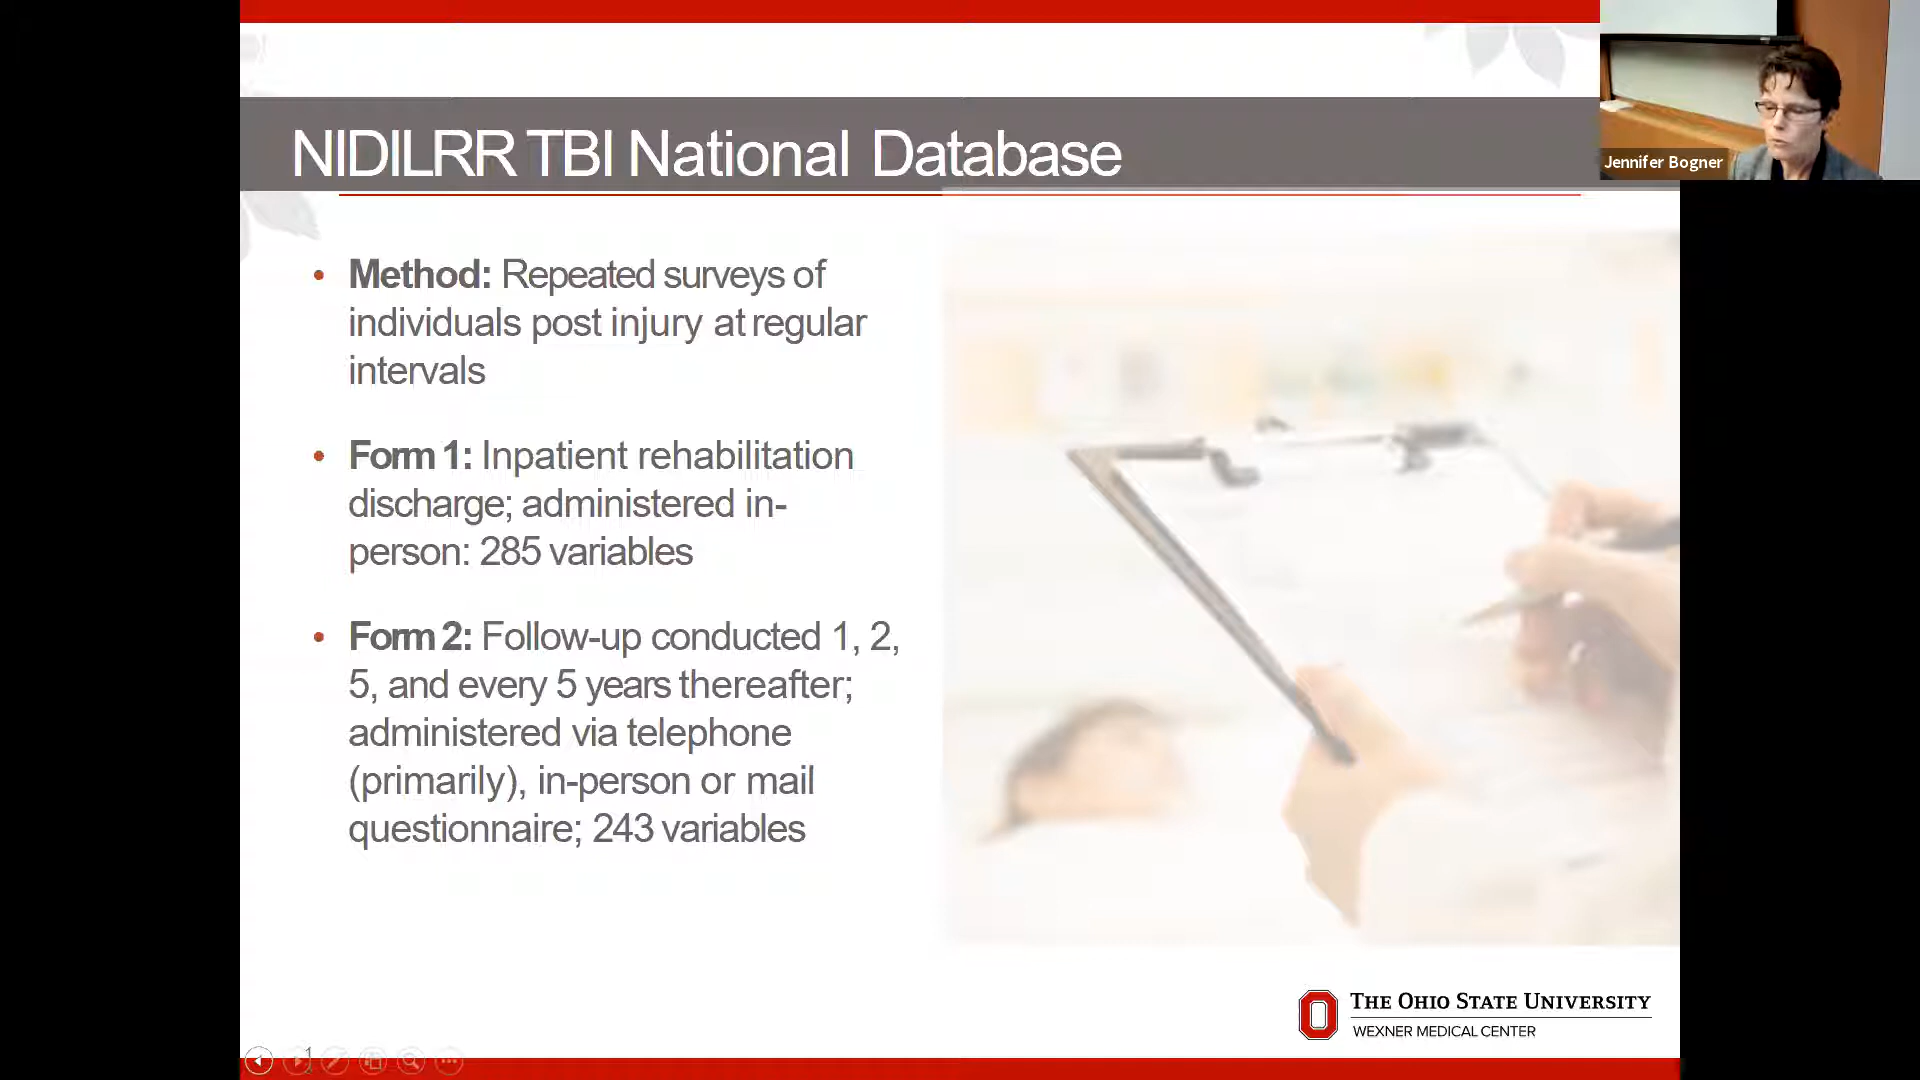 NIDILRR TBI National Database
Jennifer Bogner
• Method: Repeated surveys of
individuals post injury at regular
intervals
• Form 1: Inpatient rehabilitation
discharge; administered in-
person: 285 variables
• Form 2: Follow-up conducted 1, 2,
5, and every 5 years thereafter;
administered via telephone
(primarily), in-person or mail
questionnaire; 243 variables
THE OHIO STATE UNIVERSITY
WEXNER MEDICAL CENTER
1